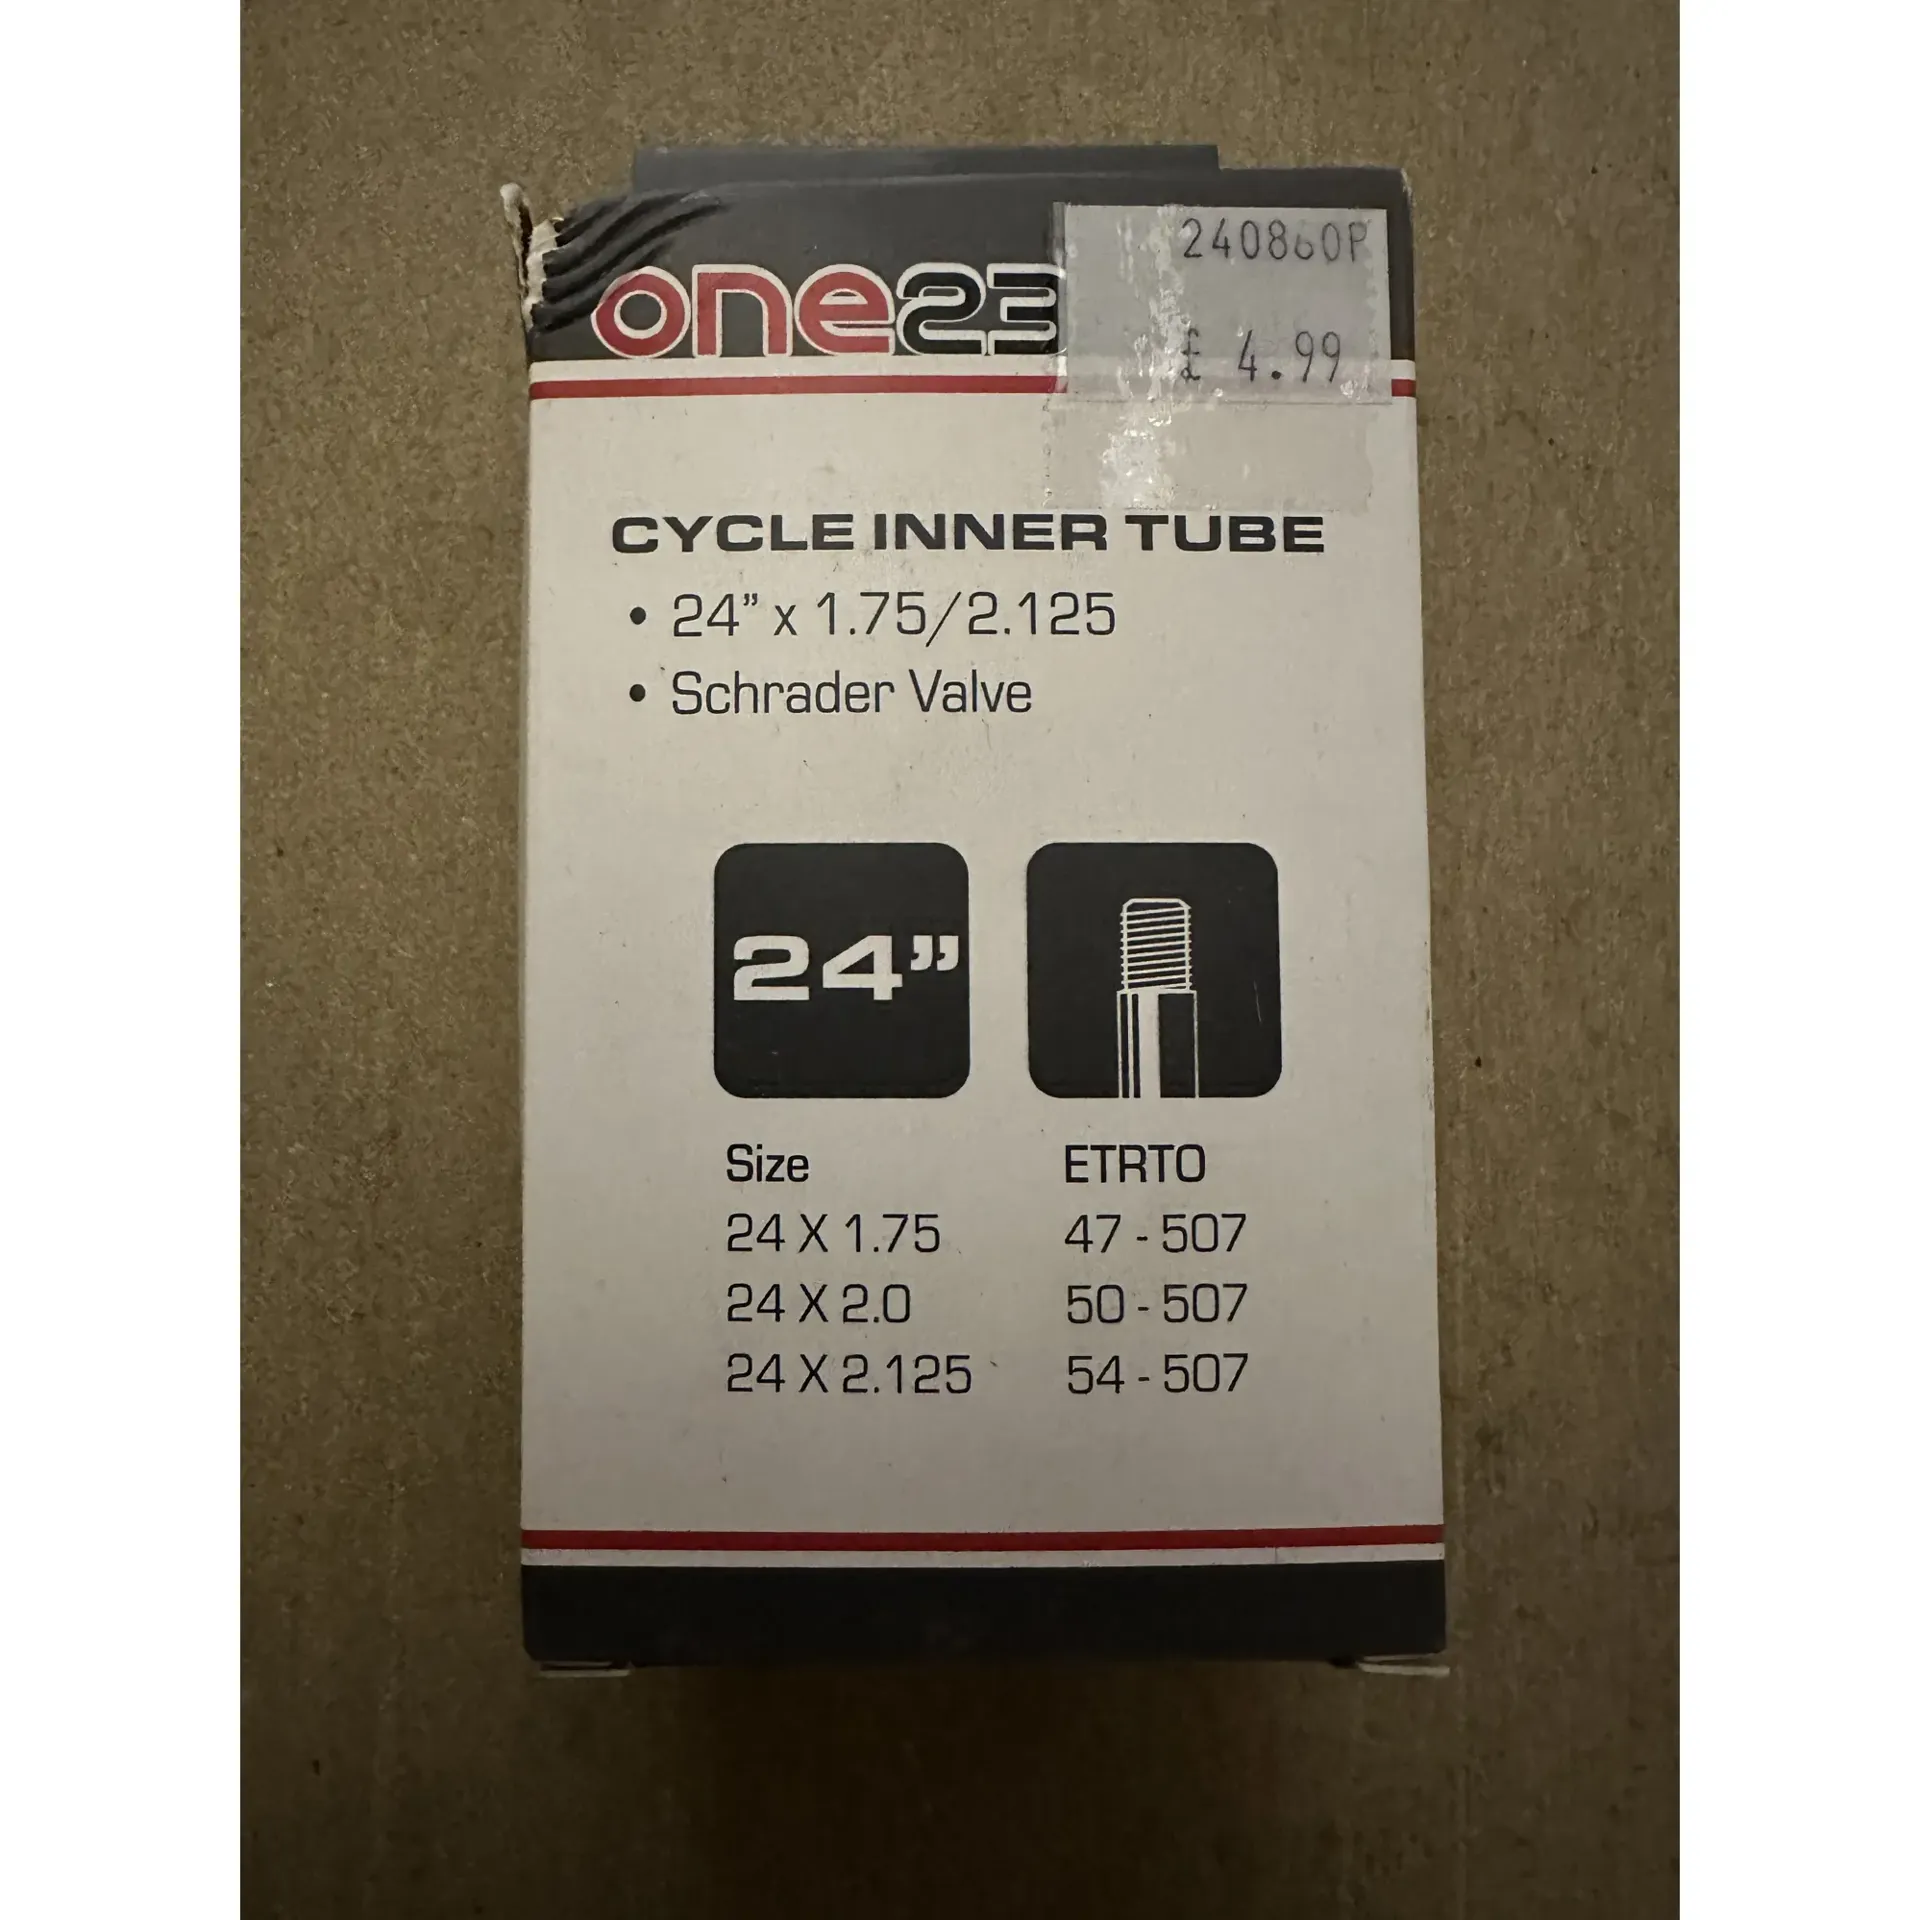 240860P
one23
£ 4.99
CYCLE INNER TUBE
• 24” x 1.75/2.125
• Schrader Valve
24”
Size ETRTO
24 X 1.75 47 - 507
24 X 2.0 50 - 507
24 X 2.125 54 - 507